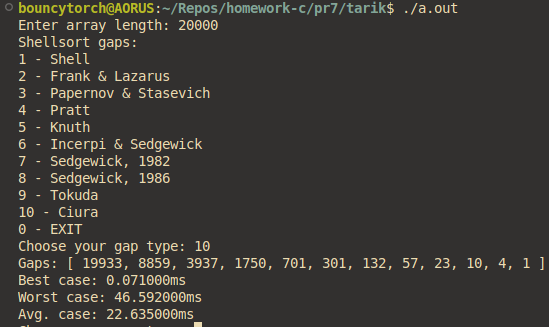 bouncytorch@AORUS:~/Repos/homework-c/pr7/tarik$ ./a.out
Enter array length: 20000
Shellsort gaps:
1 - Shell
2 - Frank & Lazarus
3 - Papernov & Stasevich
4 - Pratt
5 - Knuth
6 - Incerpi & Sedgewick
7 - Sedgewick, 1982
8 - Sedgewick, 1986
9 - Tokuda
10 - Ciura
0 - EXIT
Choose your gap type: 10
Gaps: [ 19933, 8859, 3937, 1750, 701, 301, 132, 57, 23, 10, 4, 1 ]
Best case: 0.071000ms
Worst case: 46.592000ms
Avg. case: 22.635000ms